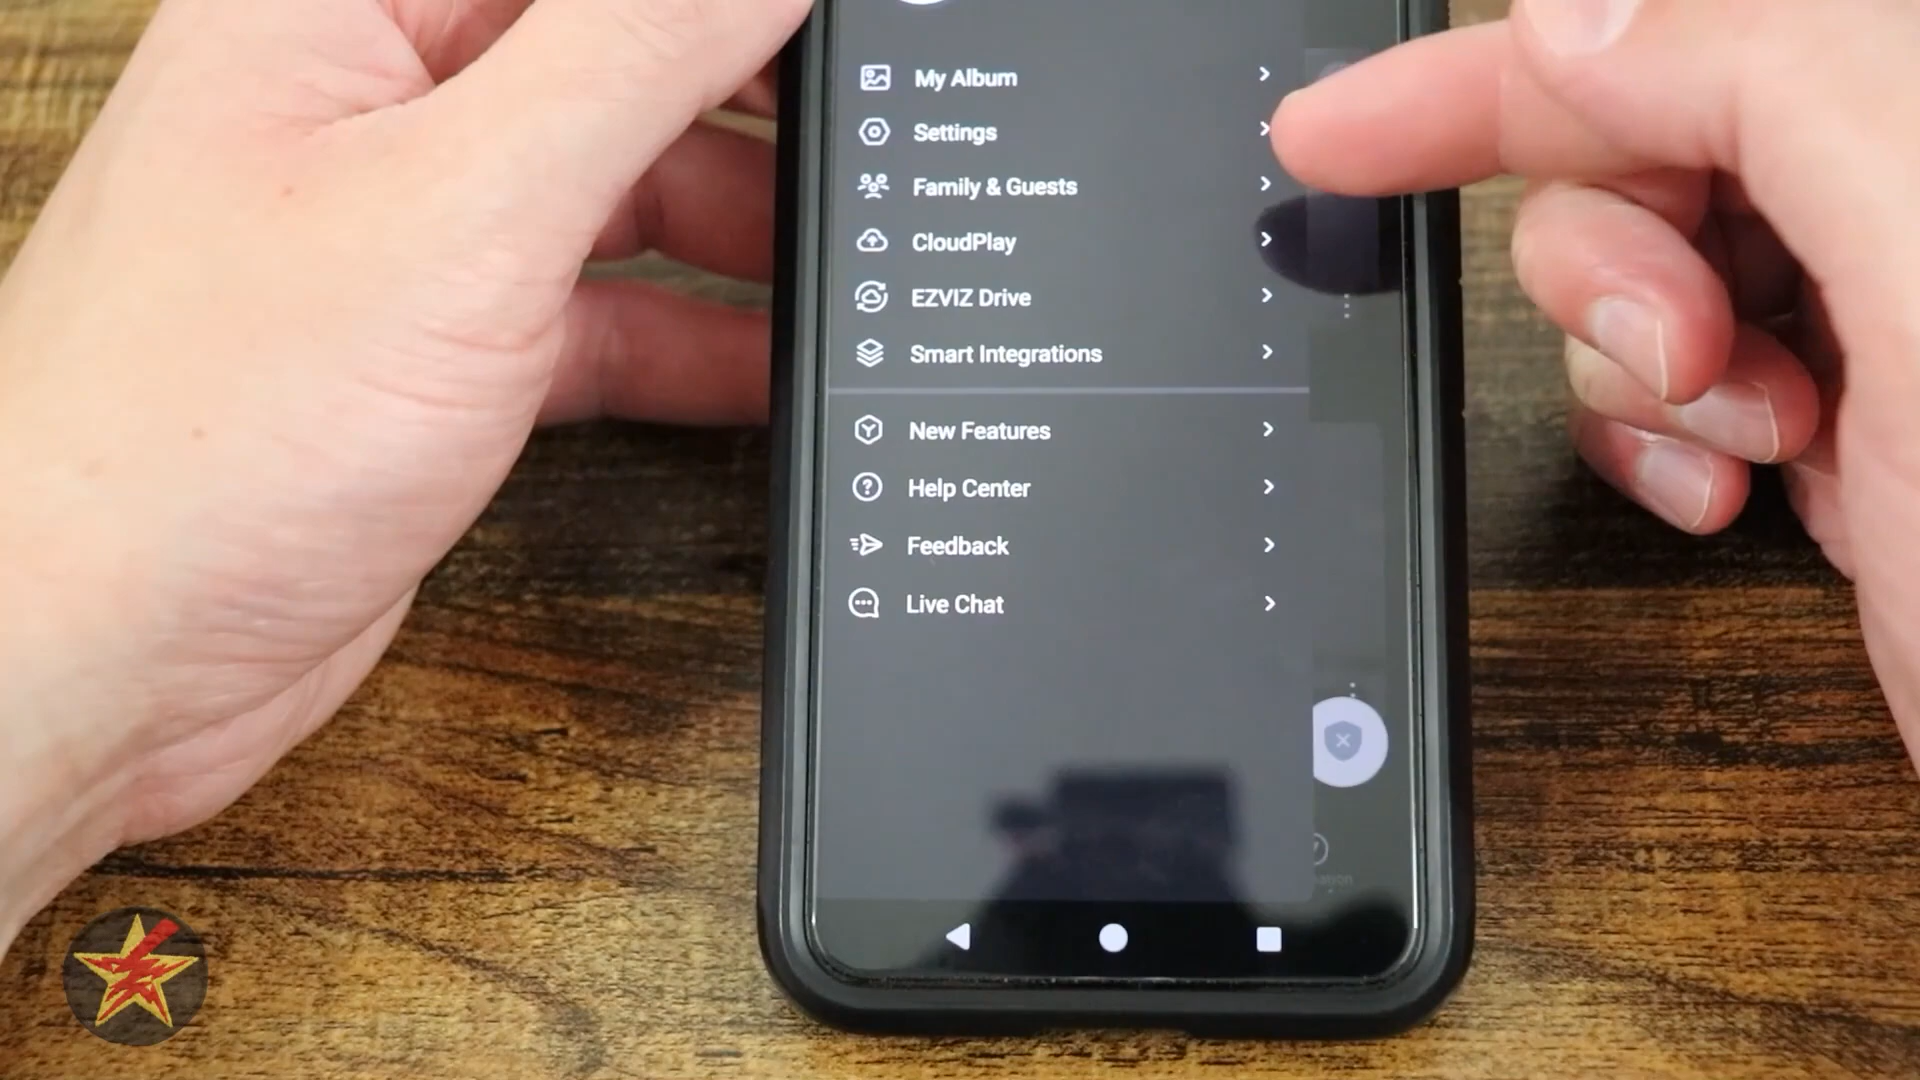 My Album
Settings
Family & Guests
CloudPlay
EZVIZ Drive
Smart Integrations
New Features
Help Center
Feedback
Live Chat